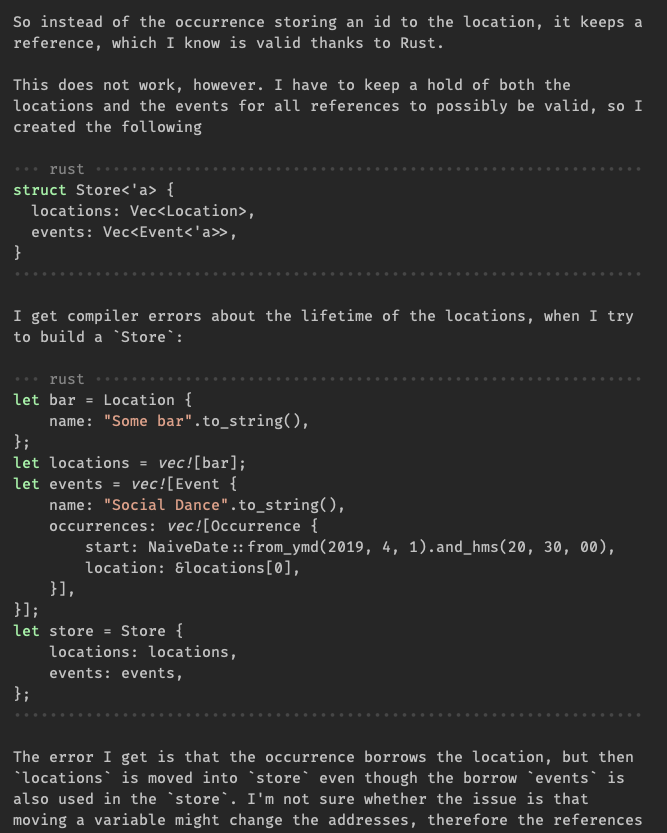 So instead of the occurrence storing an id to the location, it keeps a
reference, which I know is valid thanks to Rust.
This does not work, however. I have to keep a hold of both the
locations and the events for all references to possibly be valid, so I
created the following
··· rust ·····························································
struct Store<'a> {
  locations: Vec<Location>,
  events: Vec<Event<'a>>,
}
······································································
I get compiler errors about the lifetime of the locations, when I try
to build a `Store`:
··· rust ·····························································
let bar = Location {
    name: "Some bar".to_string(),
};
let locations = vec![bar];
let events = vec![Event {
    name: "Social Dance".to_string(),
    occurrences: vec![Occurrence {
        start: NaiveDate::from_ymd(2019, 4, 1).and_hms(20, 30, 00),
        location: &locations[0],
    }],
}];
let store = Store {
    locations: locations,
    events: events,
};
······································································
The error I get is that the occurrence borrows the location, but then
`locations` is moved into `store` even though the borrow `events` is
also used in the `store`. I'm not sure whether the issue is that
moving a variable might change the addresses, therefore the references